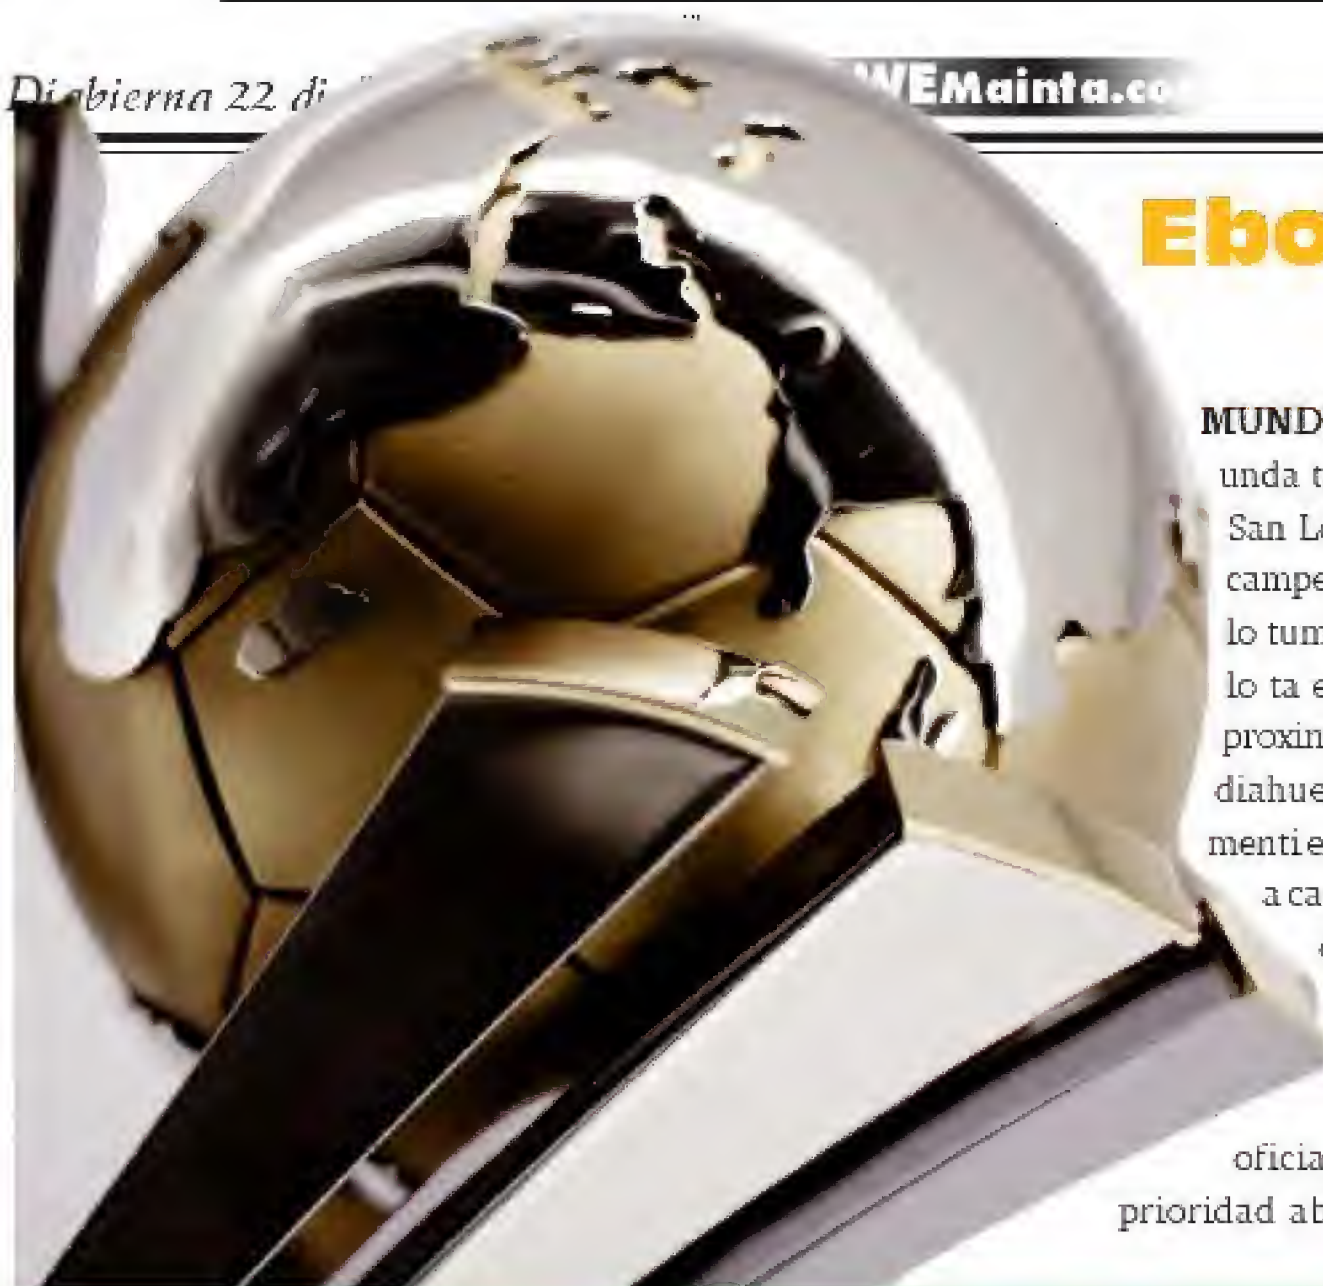 Diabierna 22 di
WEMainta.co
Ebo
MUND
unda t
San L
campe
lo tum
lo ta e
proxin
diahue
mentie
a ca
oficia
prioridad ab